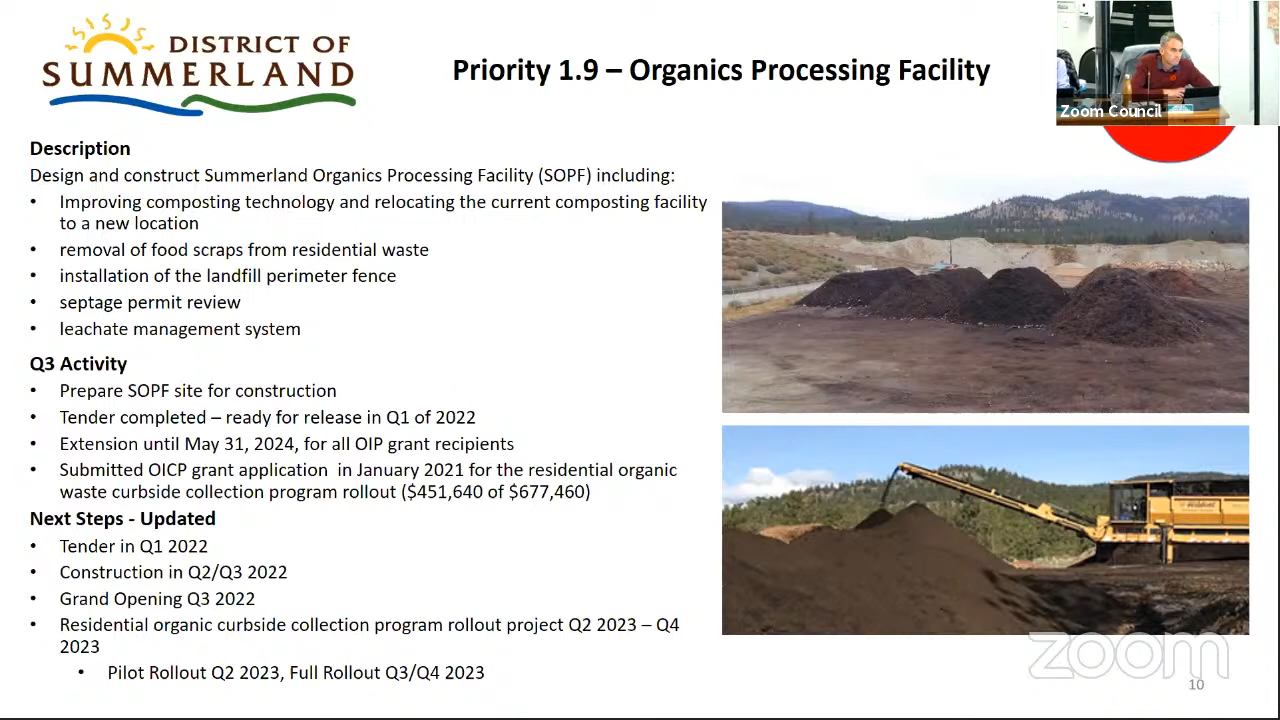 DISTRICT OF
SUMMERLAND
Priority 1.9 – Organics Processing Facility
Zoom Council
Description
Design and construct Summerland Organics Processing Facility (SOPF) including:
• Improving composting technology and relocating the current composting facility
to a new location
• removal of food scraps from residential waste
• installation of the landfill perimeter fence
• septage permit review
• leachate management system
Q3 Activity
• Prepare SOPF site for construction
• Tender completed – ready for release in Q1 of 2022
• Extension until May 31, 2024, for all OIP grant recipients
• Submitted OICP grant application in January 2021 for the residential organic
waste curbside collection program rollout ($451,640 of $677,460)
Next Steps - Updated
• Tender in Q1 2022
• Construction in Q2/Q3 2022
• Grand Opening Q3 2022
• Residential organic curbside collection program rollout project Q2 2023 – Q4
2023
• Pilot Rollout Q2 2023, Full Rollout Q3/Q4 2023
zoom
10